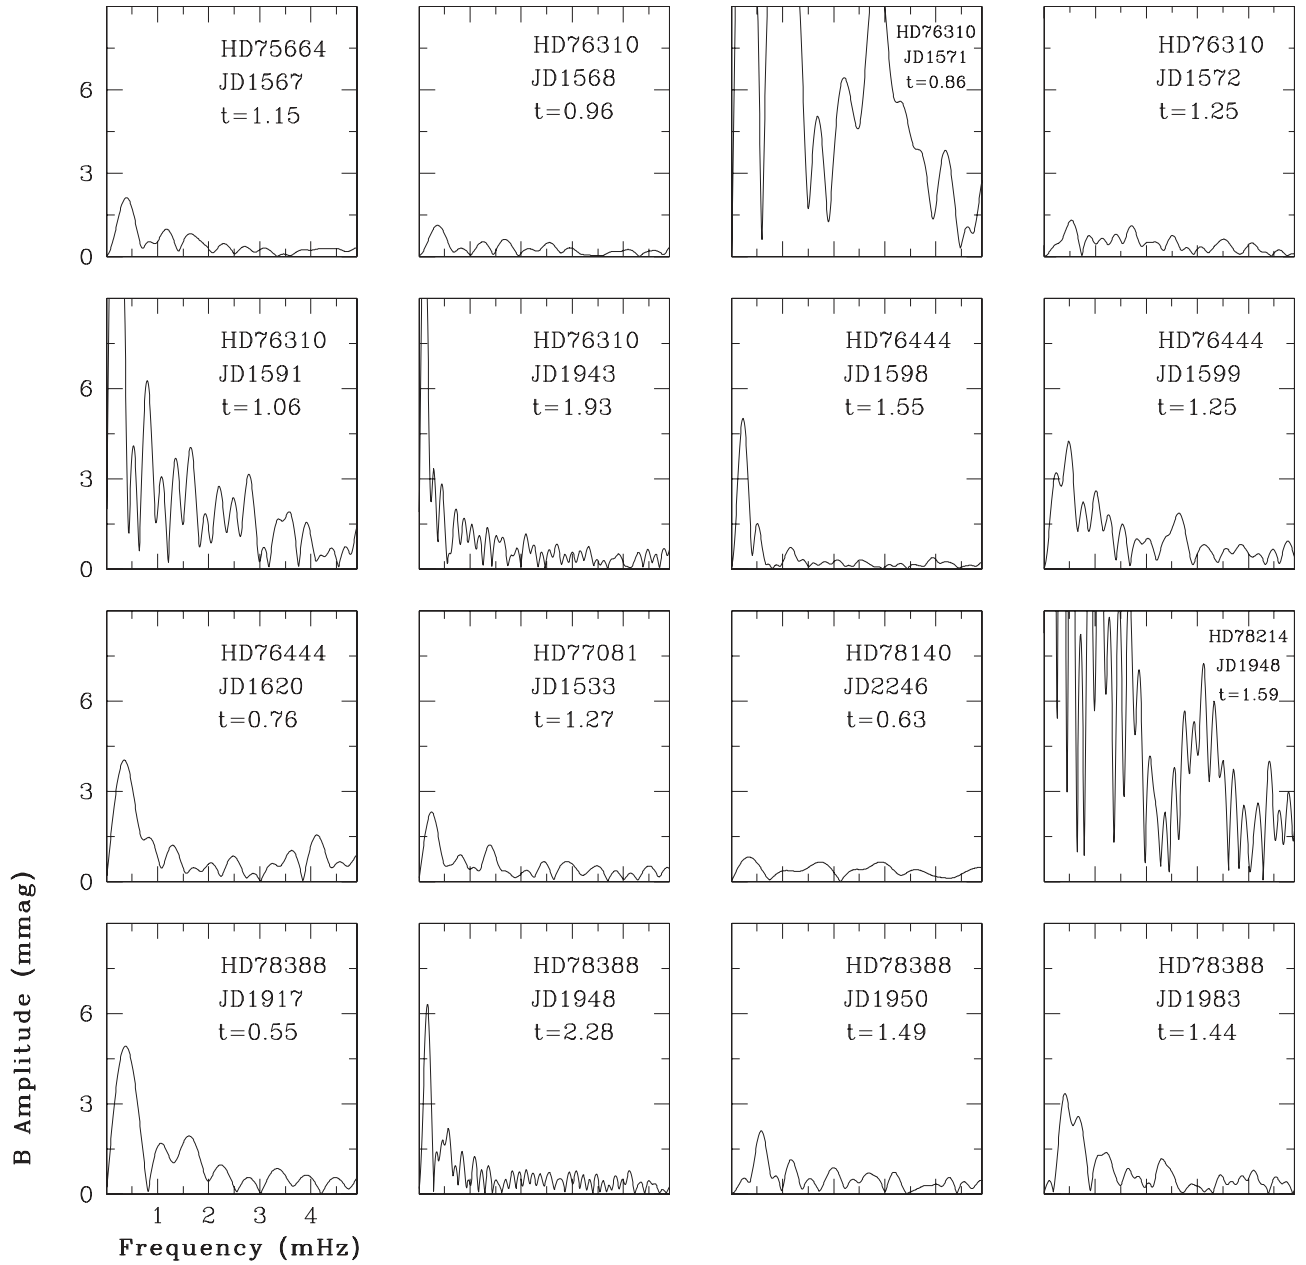 HD75664
JD1567
t=1.15
HD76310
JD1568
t=0.96
HD76310
JD1571
t=0.86
HD76310
JD1572
t=1.25
6
3
0
HD76310
JD1591
t=1.06
HD76310
JD1943
t=1.93
HD76444
JD1598
t=1.55
HD76444
JD1599
t=1.25
6
3
0
HD76444
JD1620
t=0.76
HD77081
JD1533
t=1.27
HD78140
JD2246
t=0.63
HD78214
JD1948
t=1.59
6
3
0
HD78388
JD1917
t=0.55
HD78388
JD1948
t=2.28
HD78388
JD1950
t=1.49
HD78388
JD1983
t=1.44
6
3
0
1 2 3 4
Frequency (mHz)
B Amplitude (mmag)